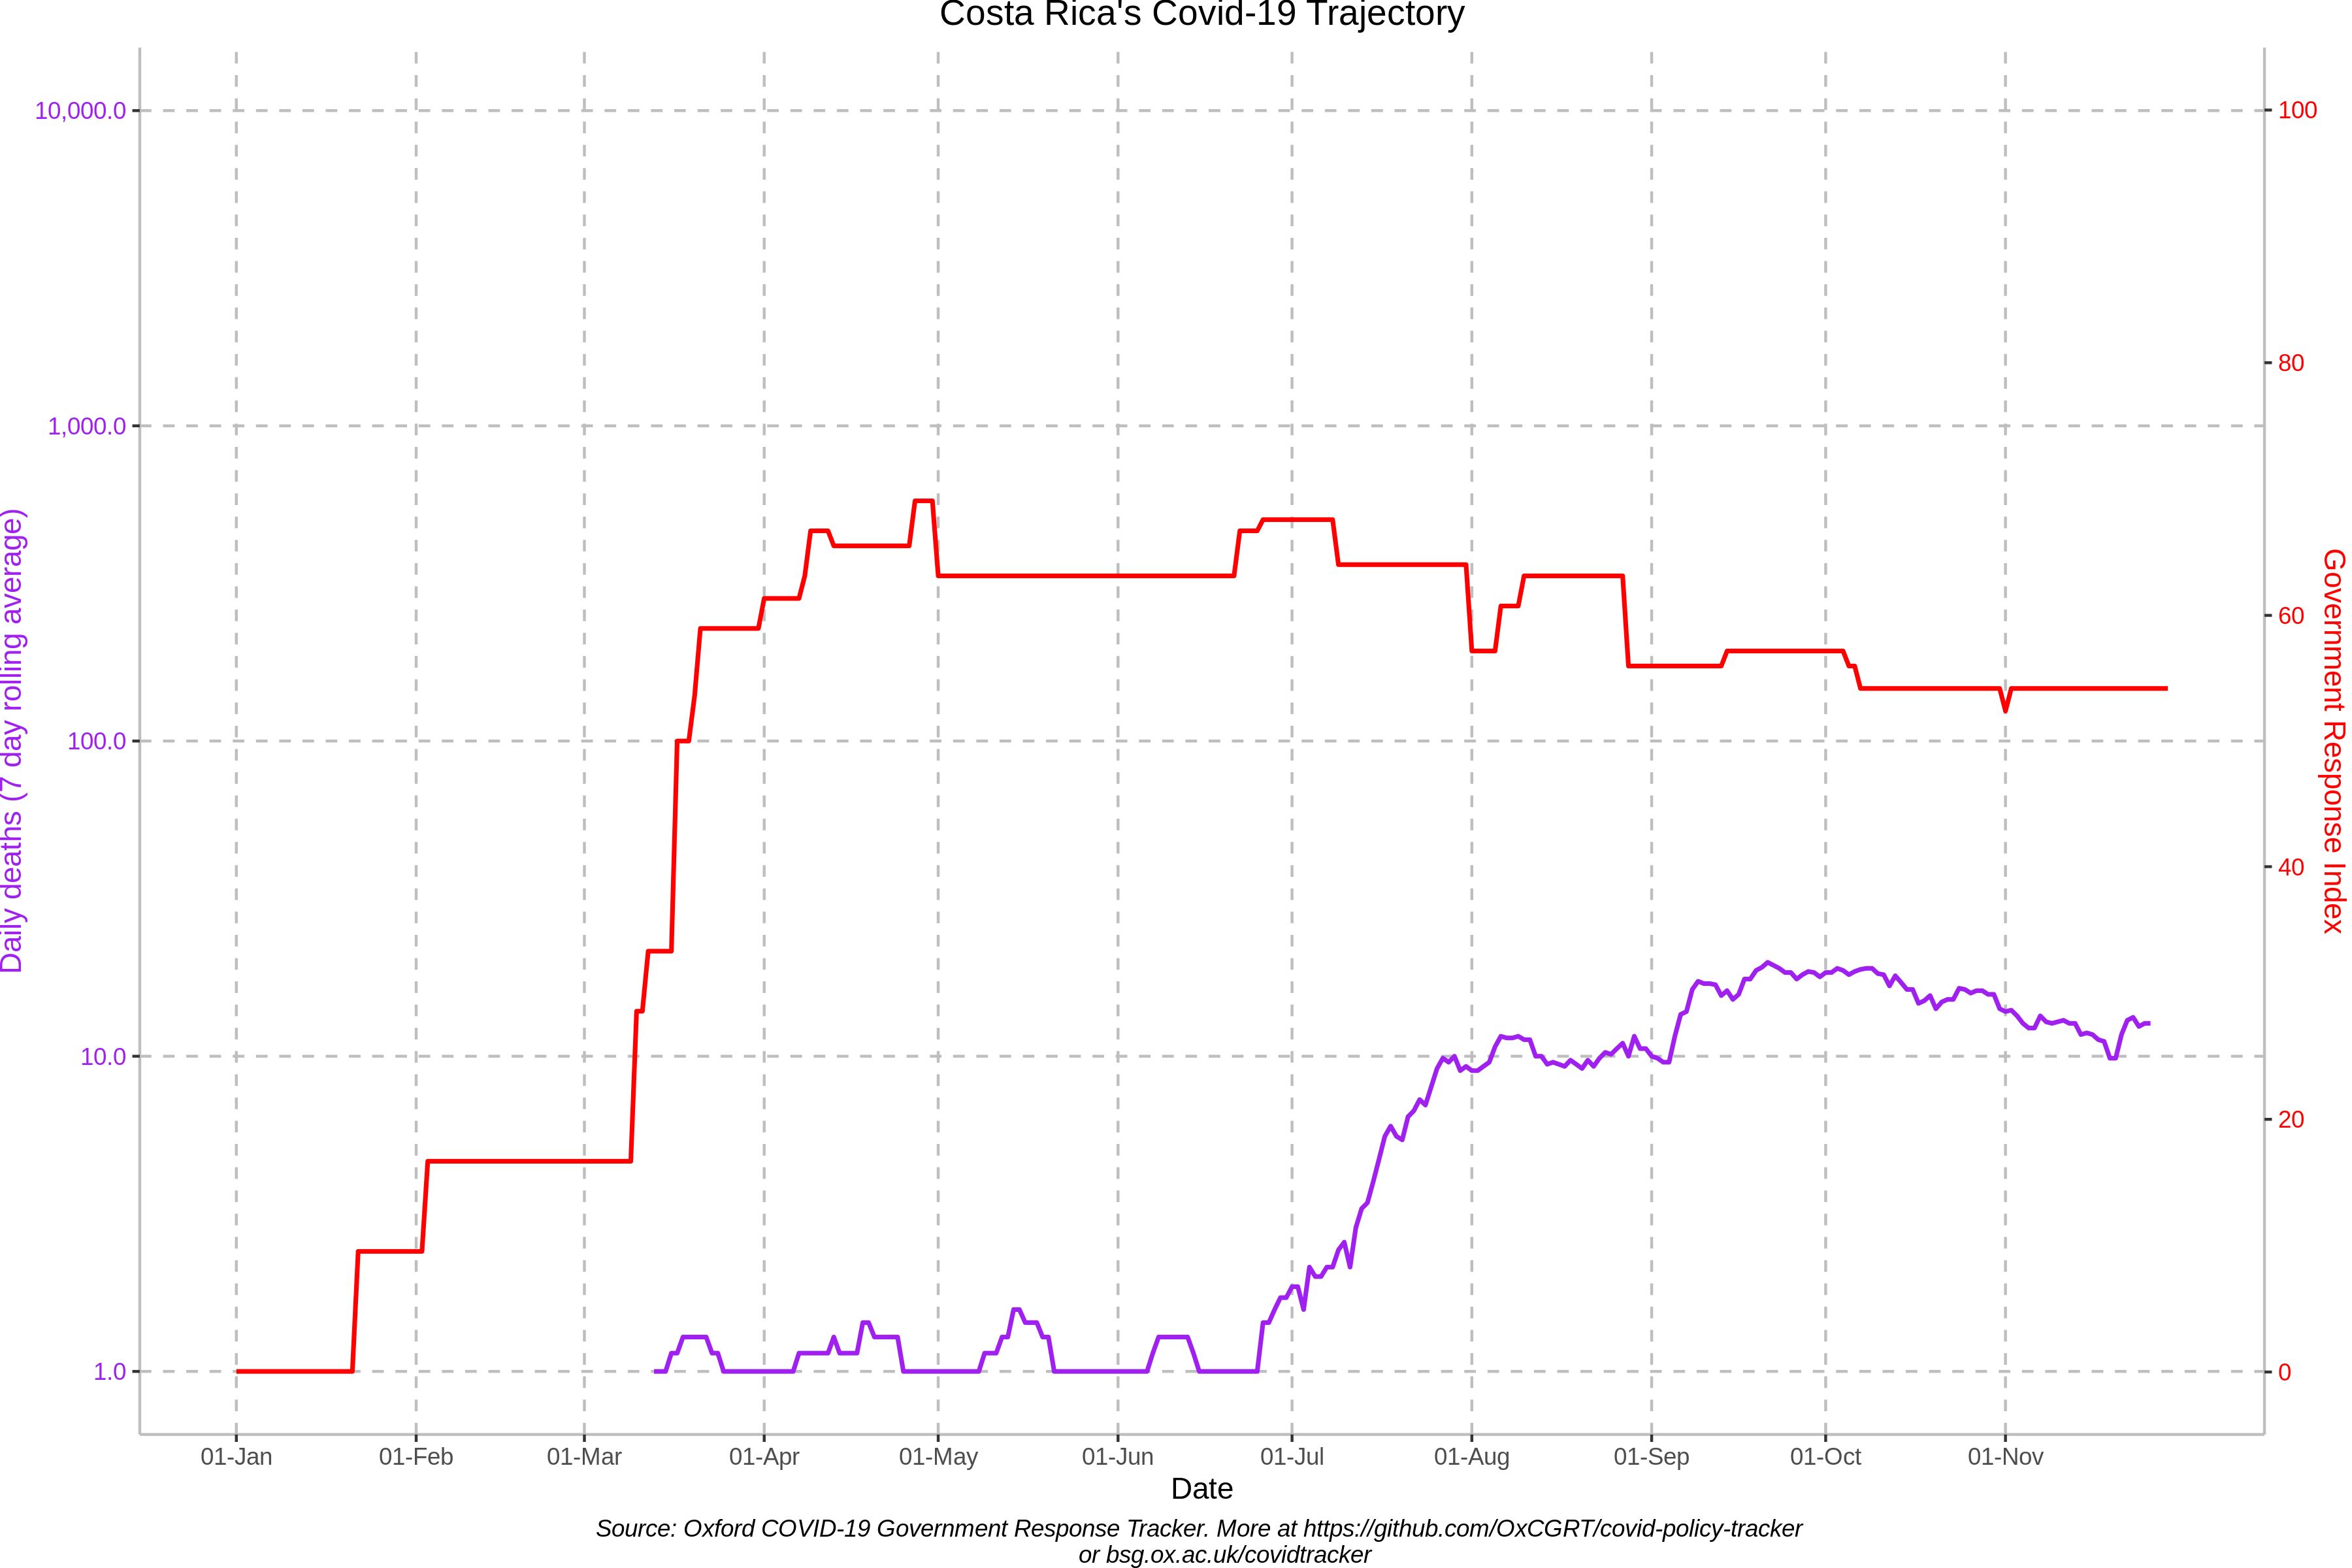 Costa Rica's Covid-19 Trajectory
10,000.0
1,000.0
100.0
10.0
1.0
Daily deaths (7 day rolling average)
100
80
60
40
20
0
Government Response Index
01-Jan
01-Feb
01-Mar
01-Apr
01-May
01-Jun
01-Jul
01-Aug
01-Sep
01-Oct
01-Nov
Date
Source: Oxford COVID-19 Government Response Tracker. More at https://github.com/OxCGRT/covid-policy-tracker
or bsg.ox.ac.uk/covidtracker